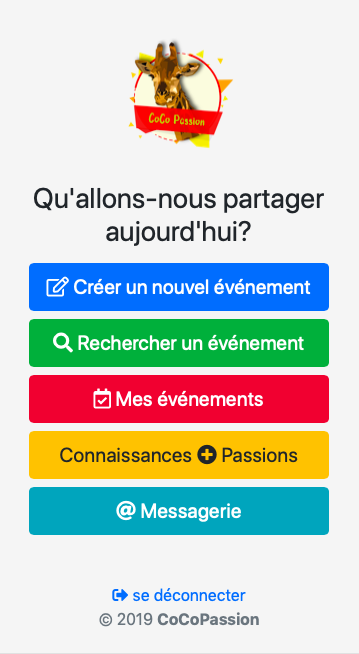 CoCo Passion
Qu'allons-nous partager
aujourd'hui?
Créer un nouvel événement
Rechercher un événement
Mes événements
Connaissances Passions
@ Messagerie
se déconnecter
© 2019 CoCoPassion